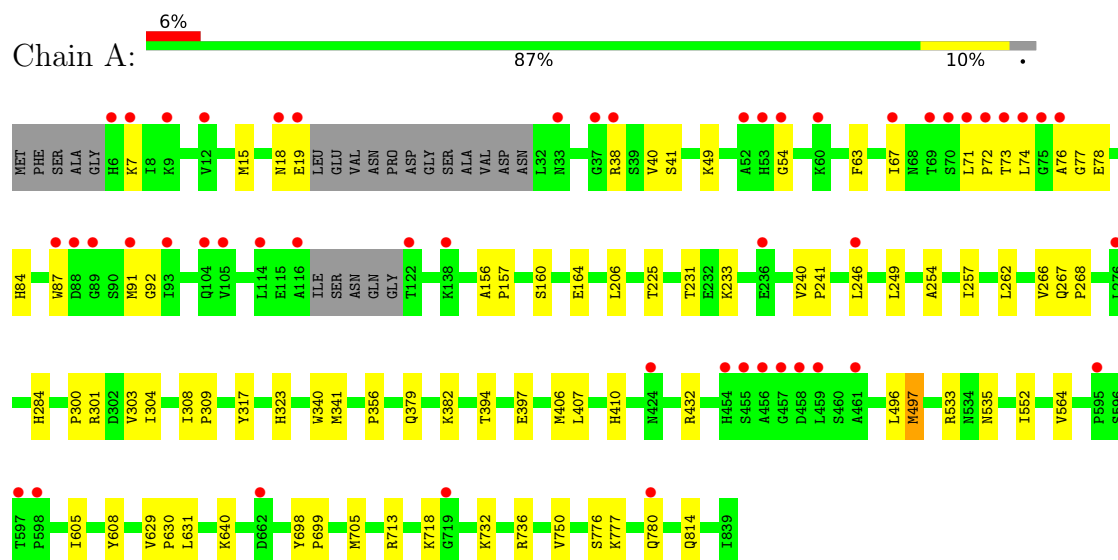 6%
Chain A:
87% 10% •
MET PHE SER ALA GLY H6 K7 I8 K9 V12 M15 N18 E19 LEU GLU VAL ASN PRO ASP GLY SER ALA VAL ASP ASN L32 N33 G37 R38 S39 V40 S41 K49 A52 H53 G54 K60 F63 I67 N68 T69 S70 L71 P72 T73 L74 G75 A76 G77 E78
H84 W87 D88 G89 S90 M91 G92 I93 Q104 V105 L114 E115 A116 ILE SER ASN GLN GLY T122 K138 A156 P157 S160 E164 L206 T225 T231 E232 K233 E236 V240 P241 L246 L249 A254 I257 L262 V266 Q267 P268 L276
H284 P300 R301 D302 V303 I304 I308 P309 Y317 H323 W340 M341 P356 Q379 K382 T394 E397 M406 L407 H410 R432 N424 H454 S455 A456 G457 D458 L459 S460 A461 L496 M497 R533 N534 N535 I552 V564 P595 S596
T597 P598 I605 Y608 V629 P630 L631 K640 D662 Y698 P699 M705 R713 K718 G719 K732 R736 V750 S776 K777 Q780 Q814 I839